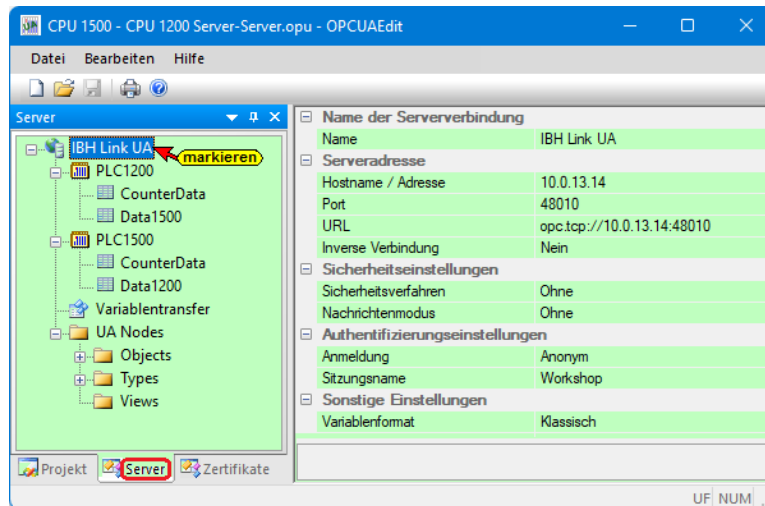 CPU 1500 - CPU 1200 Server-Server.opu - OPCUAEdit
Datei Bearbeiten Hilfe
Server
IBH Link UA
markieren
PLC1200
CounterData
Data1500
PLC1500
CounterData
Data1200
Variablentransfer
UA Nodes
Objects
Types
Views
Projekt Server Zertifikate
Name der Serververbindung
Name IBH Link UA
Serveradresse
Hostname / Adresse 10.0.13.14
Port 48010
URL opc.tcp://10.0.13.14:48010
Inverse Verbindung Nein
Sicherheitseinstellungen
Sicherheitsverfahren Ohne
Nachrichtenmodus Ohne
Authentifizierungseinstellungen
Anmeldung Anonym
Sitzungsname Workshop
Sonstige Einstellungen
Variablenformat Klassisch
UF NUM